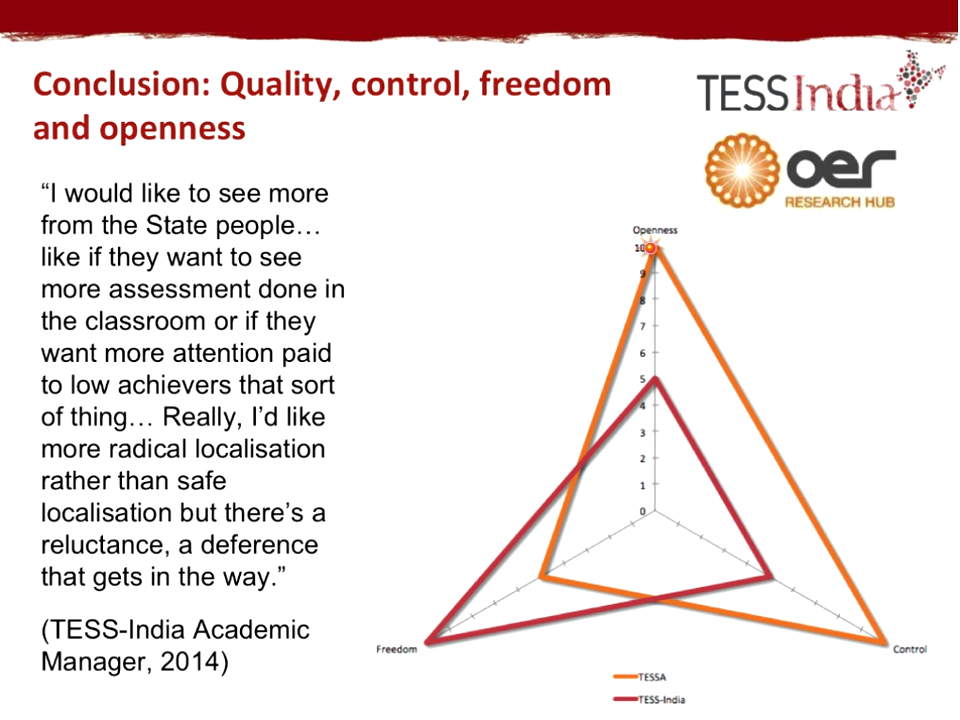 Conclusion: Quality, control, freedom
and openness
TESSIndia
oer
RESEARCH HUB
“I would like to see more
from the State people…
like if they want to see
more assessment done in
the classroom or if they
want more attention paid
to low achievers that sort
of thing… Really, I’d like
more radical localisation
rather than safe
localisation but there’s a
reluctance, a deference
that gets in the way.”
(TESS-India Academic
Manager, 2014)
Openness
10
9
8
7
6
5
4
3
2
1
0
Freedom
Control
TESSA
TESS-India